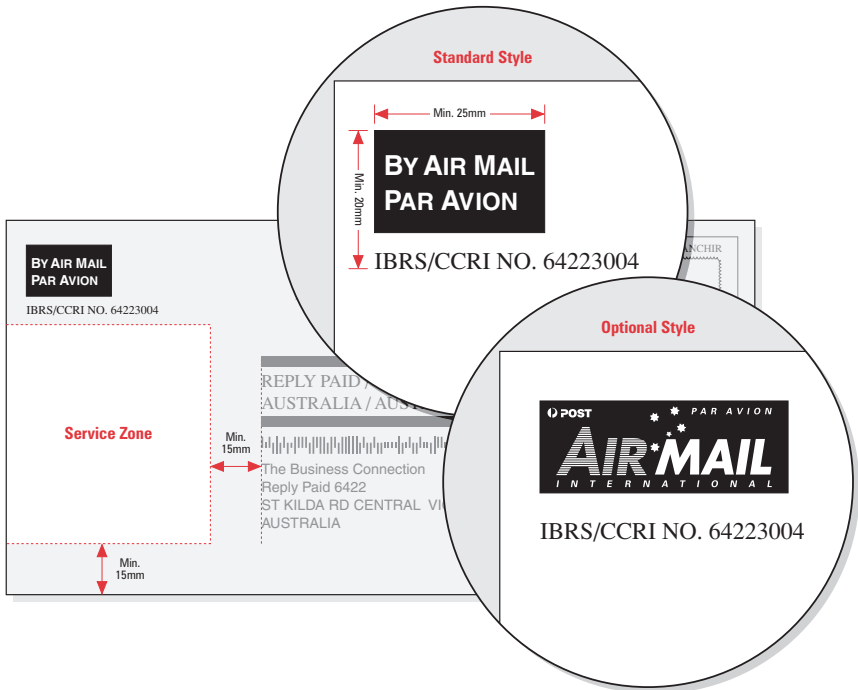 Standard Style
Min. 25mm
Min. 20mm
BY AIR MAIL
PAR AVION
IBRS/CCRI NO. 64223004
BY AIR MAIL
PAR AVION
IBRS/CCRI NO. 64223004
Service Zone
Min.
15mm
Min.
15mm
REPLY PAID /
AUSTRALIA /
The Business Connection
Reply Paid 6422
ST KILDA RD CENTRAL
AUSTRALIA
Optional Style
POST
PAR AVION
AIR MAIL
INTERNATIONAL
IBRS/CCRI NO. 64223004